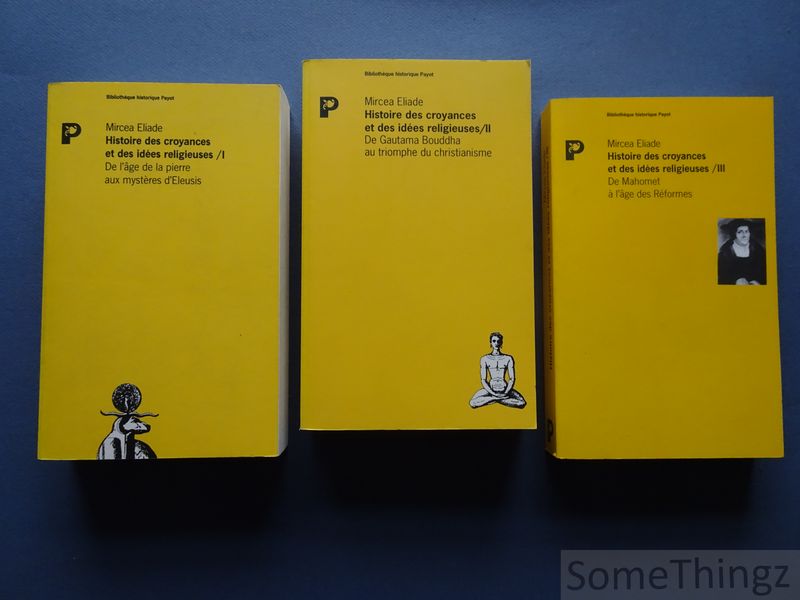 Bibliothèque historique Payot
P
Mircea Eliade
Histoire des croyances
et des idées religieuses /I
De l'âge de la pierre
aux mystères d'Eleusis
Bibliothèque historique Payot
P
Mircea Eliade
Histoire des croyances
et des idées religieuses/II
De Gautama Bouddha
au triomphe du christianisme
Bibliothèque historique Payot
P
Mircea Eliade
Histoire des croyances
et des idées religieuses /III
De Mahomet
à l'âge des Réformes
P
SomeThingz